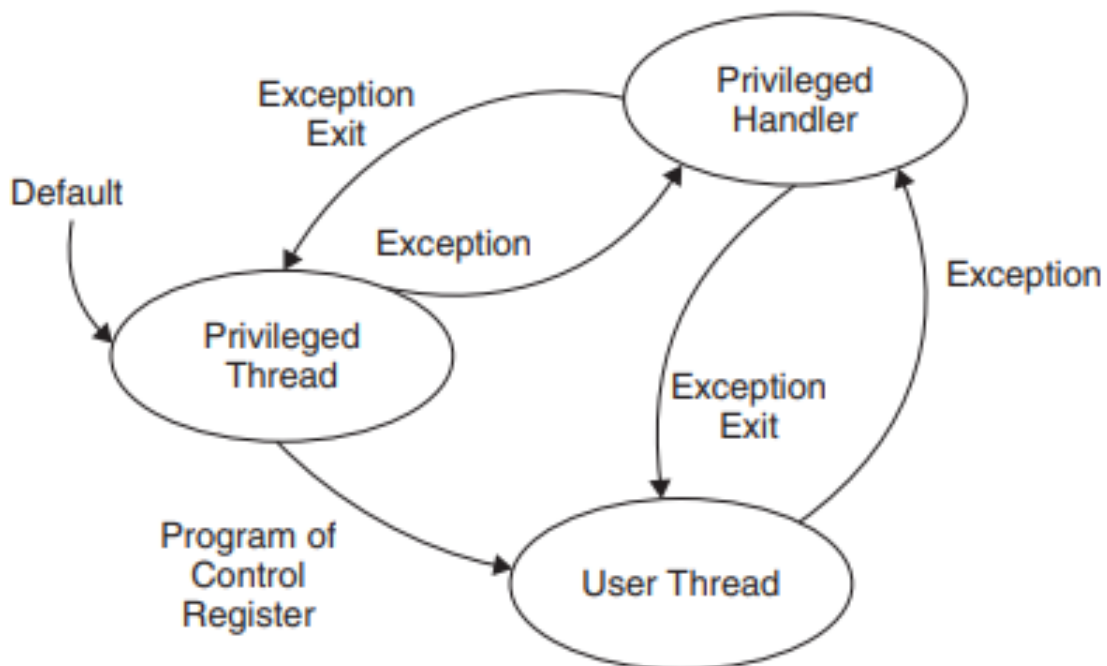 Privileged
Handler
Exception
Exit
Default
Exception
Exception
Privileged
Thread
Exception
Exit
Program of
Control
Register
User Thread